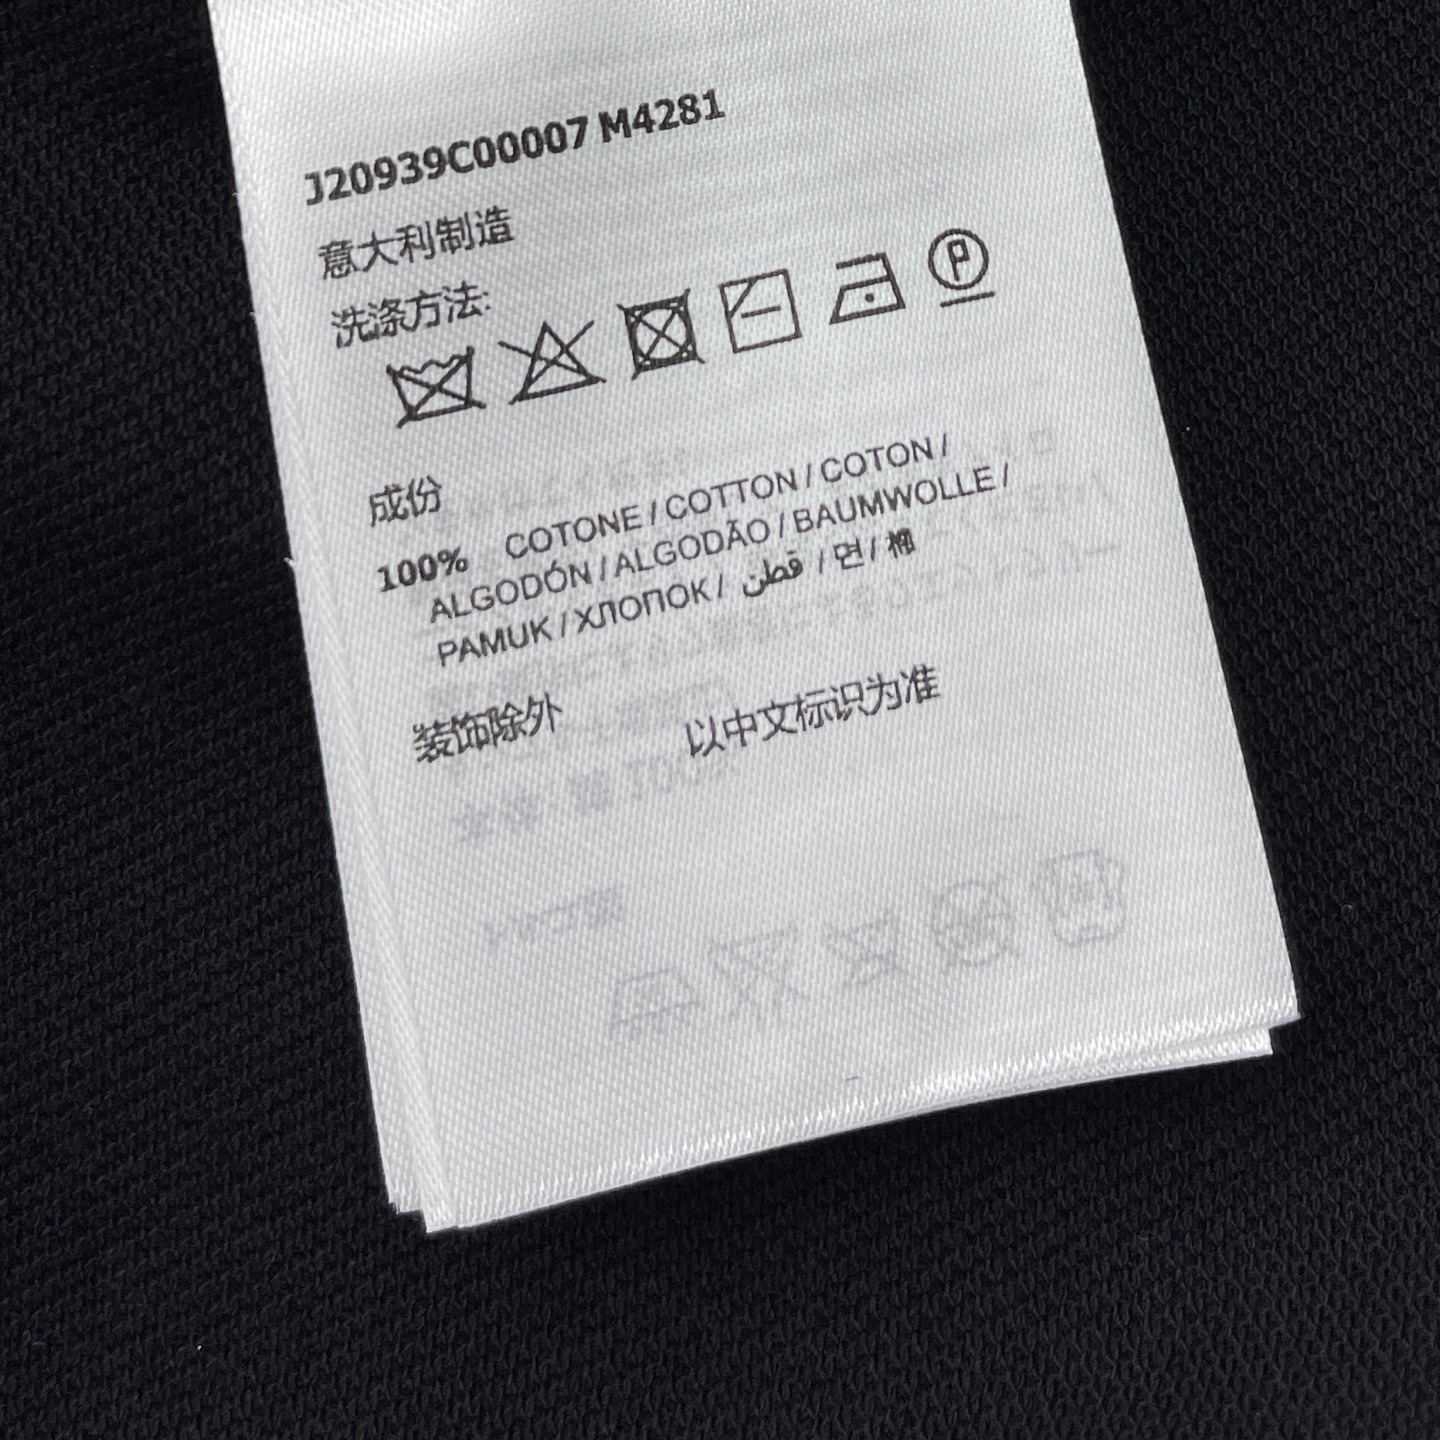 J20939C00007 M4281
意大利制造
洗涤方法:
P
成份
100% COTONE / COTTON / COTON /
ALGODÓN / ALGODÃO / BAUMWOLLE /
PAMUK / ХЛОПОК / قطن / 면 / 棉
装饰除外 以中文标识为准